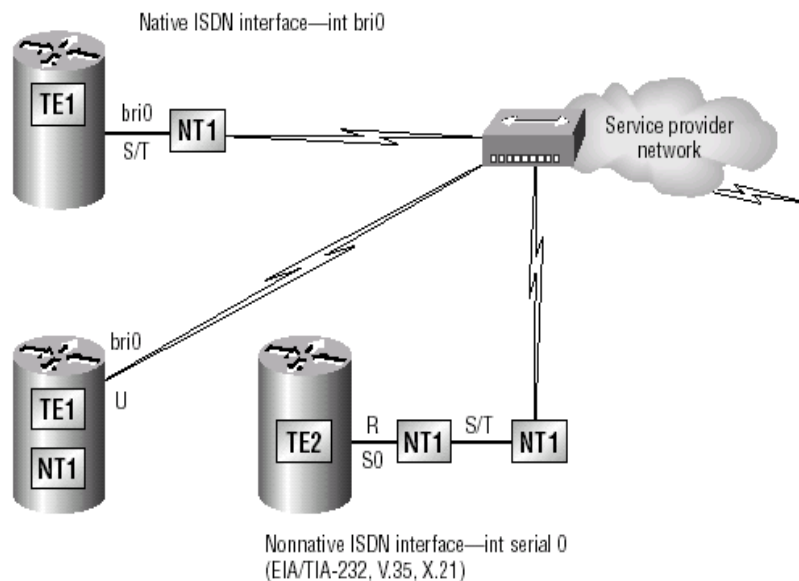 Native ISDN interface—int bri0
TE1
bri0
S/T
NT1
Service provider
network
bri0
U
TE1
NT1
TE2
R
S0
NT1
S/T
NT1
Nonnative ISDN interface—int serial 0
(EIA/TIA-232, V.35, X.21)